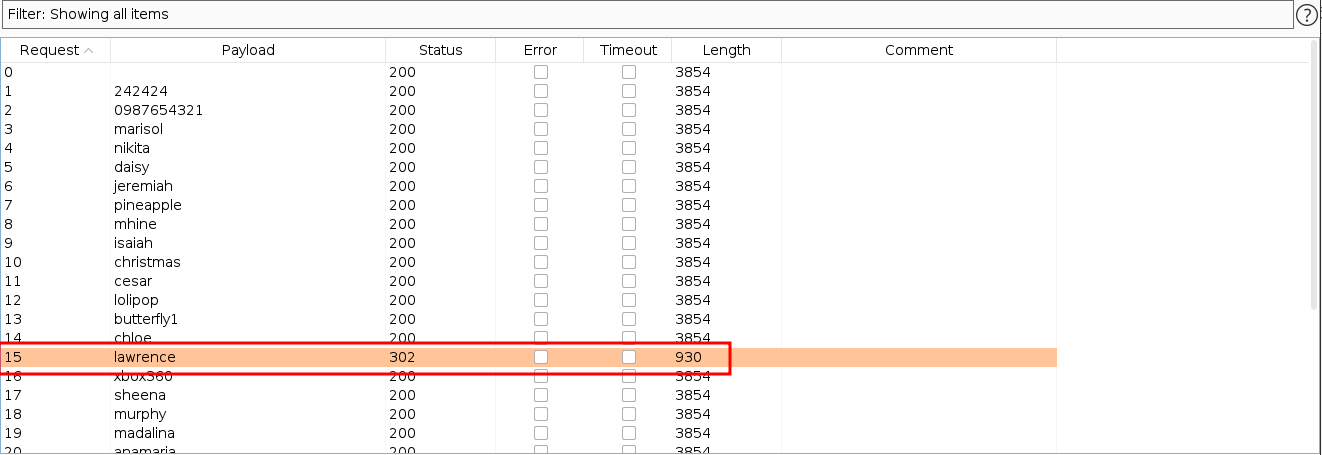 Filter: Showing all items ?
Request Payload Status Error Timeout Length Comment
0 200 3854
1 242424 200 3854
2 0987654321 200 3854
3 marisol 200 3854
4 nikita 200 3854
5 daisy 200 3854
6 jeremiah 200 3854
7 pineapple 200 3854
8 mhine 200 3854
9 isaiah 200 3854
10 christmas 200 3854
11 cesar 200 3854
12 lolipop 200 3854
13 butterfly1 200 3854
14 chloe 200 3854
15 lawrence 302 930
16 xbox360 200 3854
17 sheena 200 3854
18 murphy 200 3854
19 madalina 200 3854
20 anamaria 200 3854